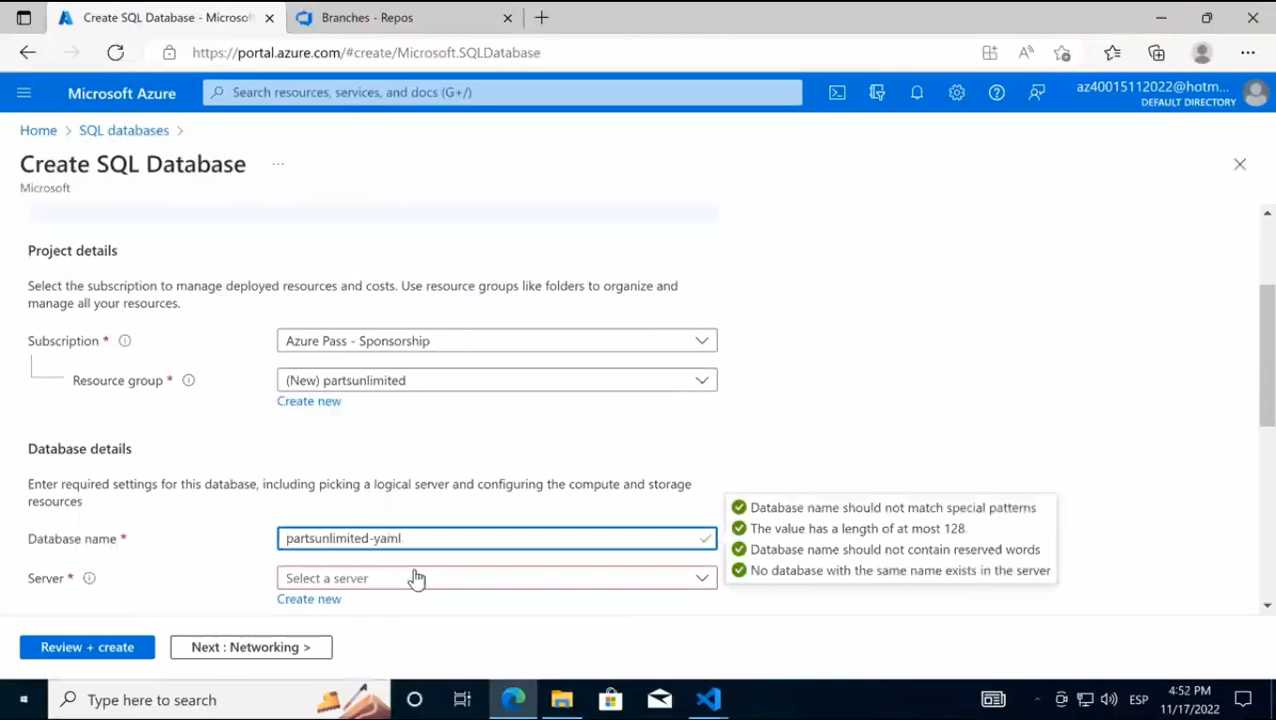 Create SQL Database - Microsof
Branches - Repos
https://portal.azure.com/#create/Microsoft.SQLDatabase
Microsoft Azure
Search resources, services, and docs (G+/)
az40015112022@hotm...
DEFAULT DIRECTORY
Home > SQL databases >
Create SQL Database ...
Microsoft
Project details
Select the subscription to manage deployed resources and costs. Use resource groups like folders to organize and
manage all your resources.
Subscription *
Azure Pass - Sponsorship
Resource group *
(New) partsunlimited
Create new
Database details
Enter required settings for this database, including picking a logical server and configuring the compute and storage
resources
Database name *
partsunlimited-yaml
Database name should not match special patterns
The value has a length of at most 128.
Database name should not contain reserved words
No database with the same name exists in the server
Server *
Select a server
Create new
Review + create
Next : Networking >
Type here to search
ESP
4:52 PM
11/17/2022